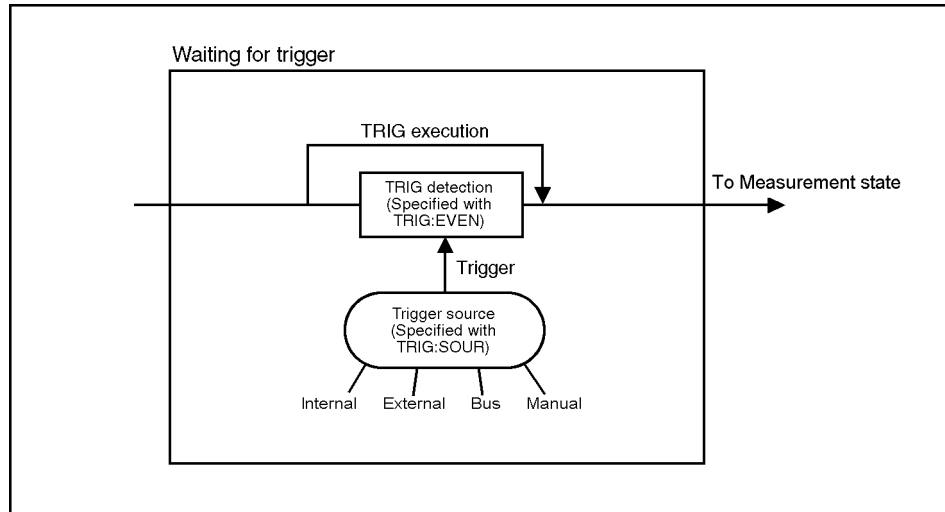 Waiting for trigger
TRIG execution
TRIG detection
(Specified with
TRIG:EVEN)
To Measurement state
Trigger
Trigger source
(Specified with
TRIG:SOUR)
Internal
External
Bus
Manual